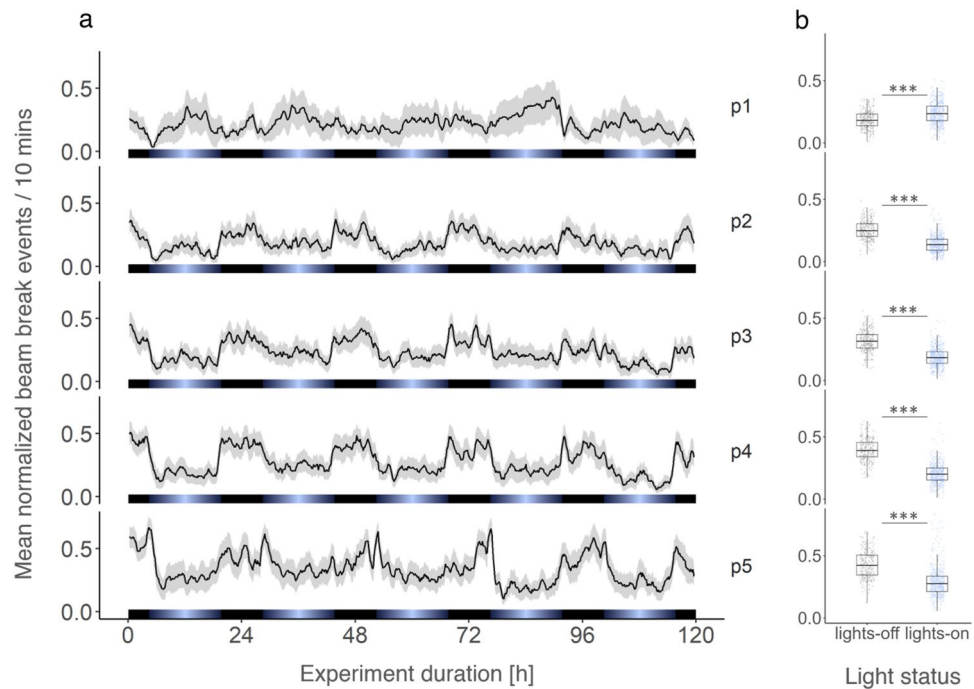 a
b
Mean normalized beam break events / 10 mins
0.5
0.0
p1
0.5
0.0
p2
0.5
0.0
p3
0.5
0.0
p4
0.5
0.0
p5
0
24
48
72
96
120
Experiment duration [h]
0.5
0.0
***
0.5
0.0
***
0.5
0.0
***
0.5
0.0
***
0.5
0.0
***
lights-off lights-on
Light status